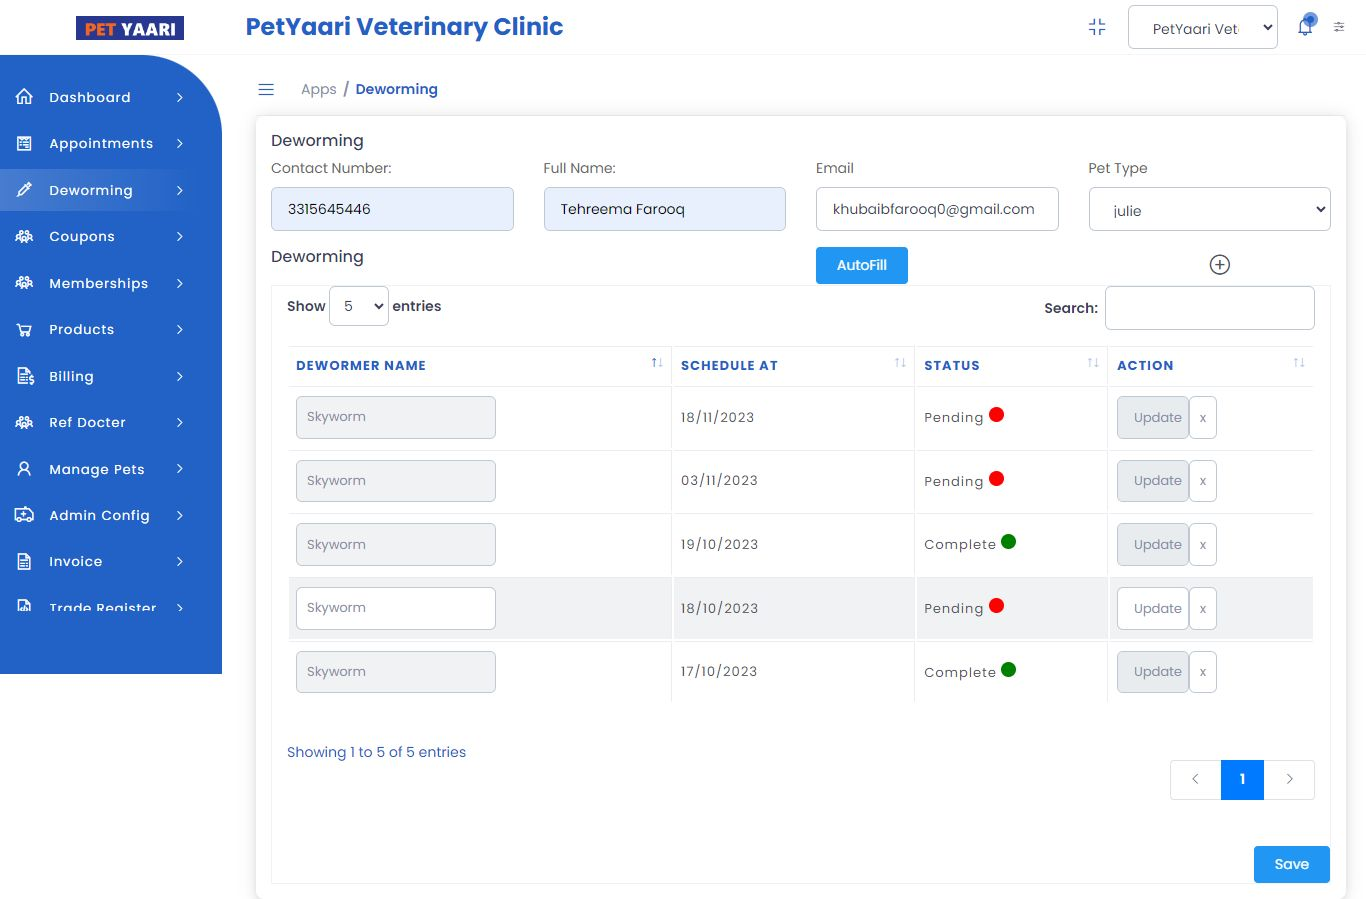 PET YAARI
PetYaari Veterinary Clinic
PetYaari Vet
Dashboard
Appointments
Deworming
Coupons
Memberships
Products
Billing
Ref Docter
Manage Pets
Admin Config
Invoice
Trade Register
Apps / Deworming
Deworming
Contact Number: Full Name: Email Pet Type
3315645446 Tehreema Farooq khubaibfarooq0@gmail.com julie
Deworming AutoFill
Show 5 entries Search:
DEWORMER NAME SCHEDULE AT STATUS ACTION
Skyworm 18/11/2023 Pending Update x
Skyworm 03/11/2023 Pending Update x
Skyworm 19/10/2023 Complete Update x
Skyworm 18/10/2023 Pending Update x
Skyworm 17/10/2023 Complete Update x
Showing 1 to 5 of 5 entries
< 1 >
Save